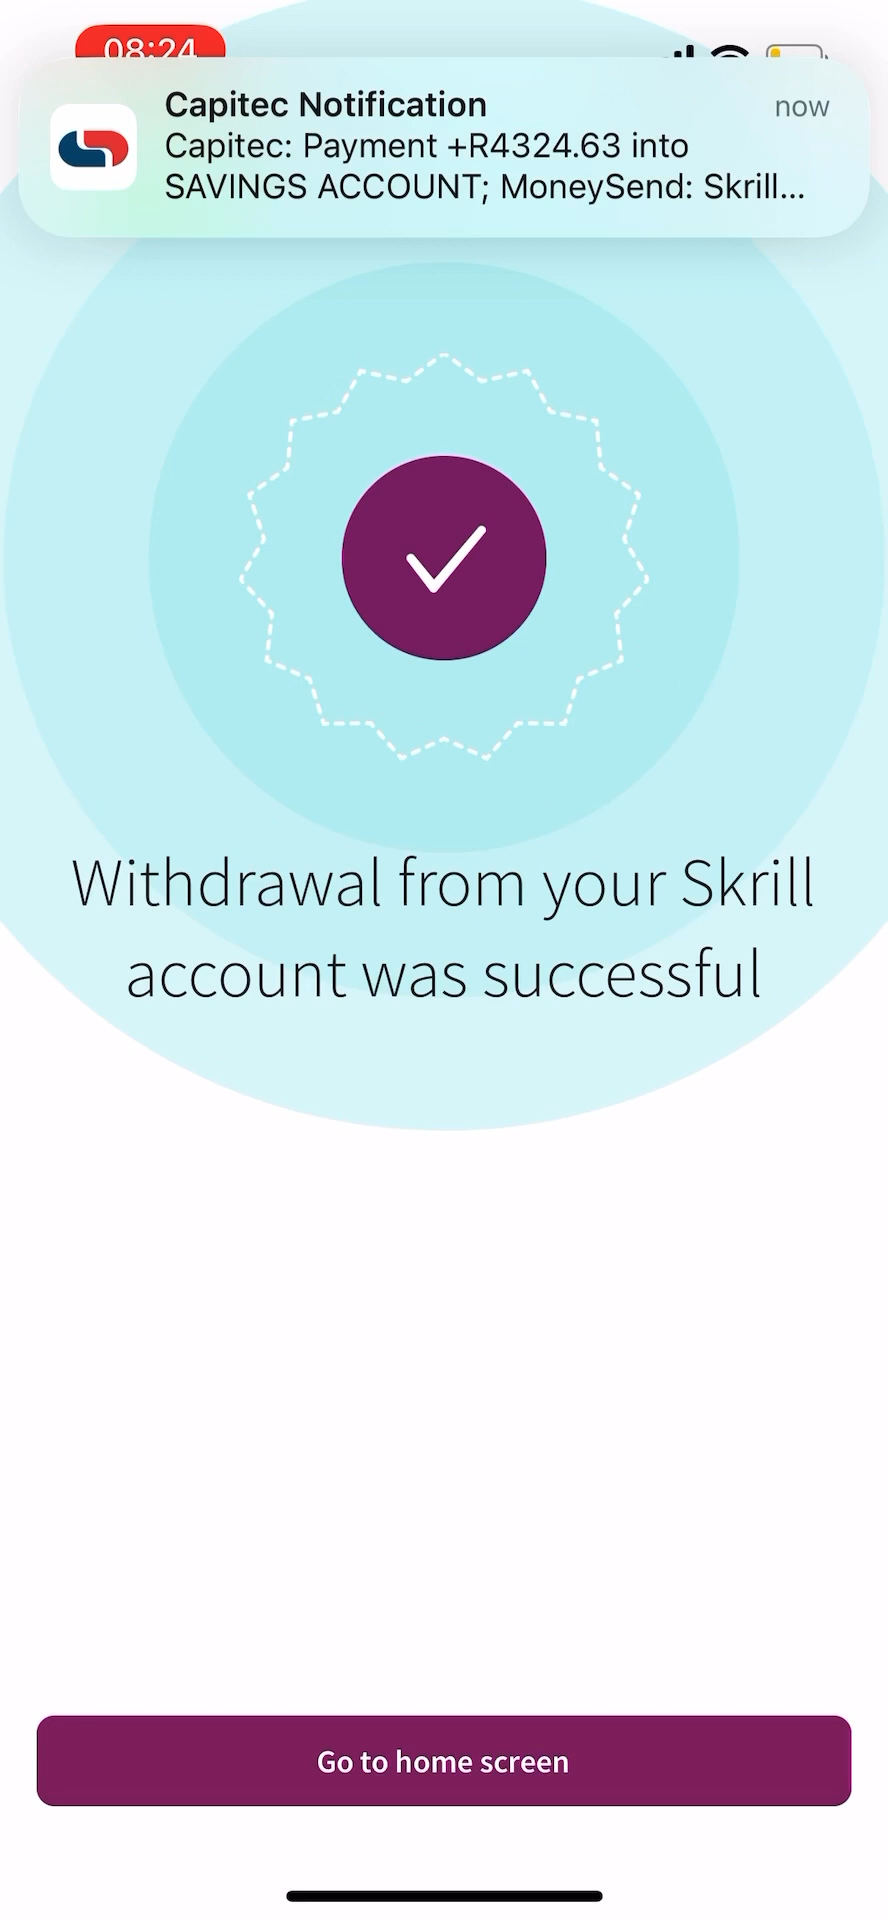 08:24
Capitec Notification
now
Capitec: Payment +R4324.63 into
SAVINGS ACCOUNT; MoneySend: Skrill...
Withdrawal from your Skrill
account was successful
Go to home screen